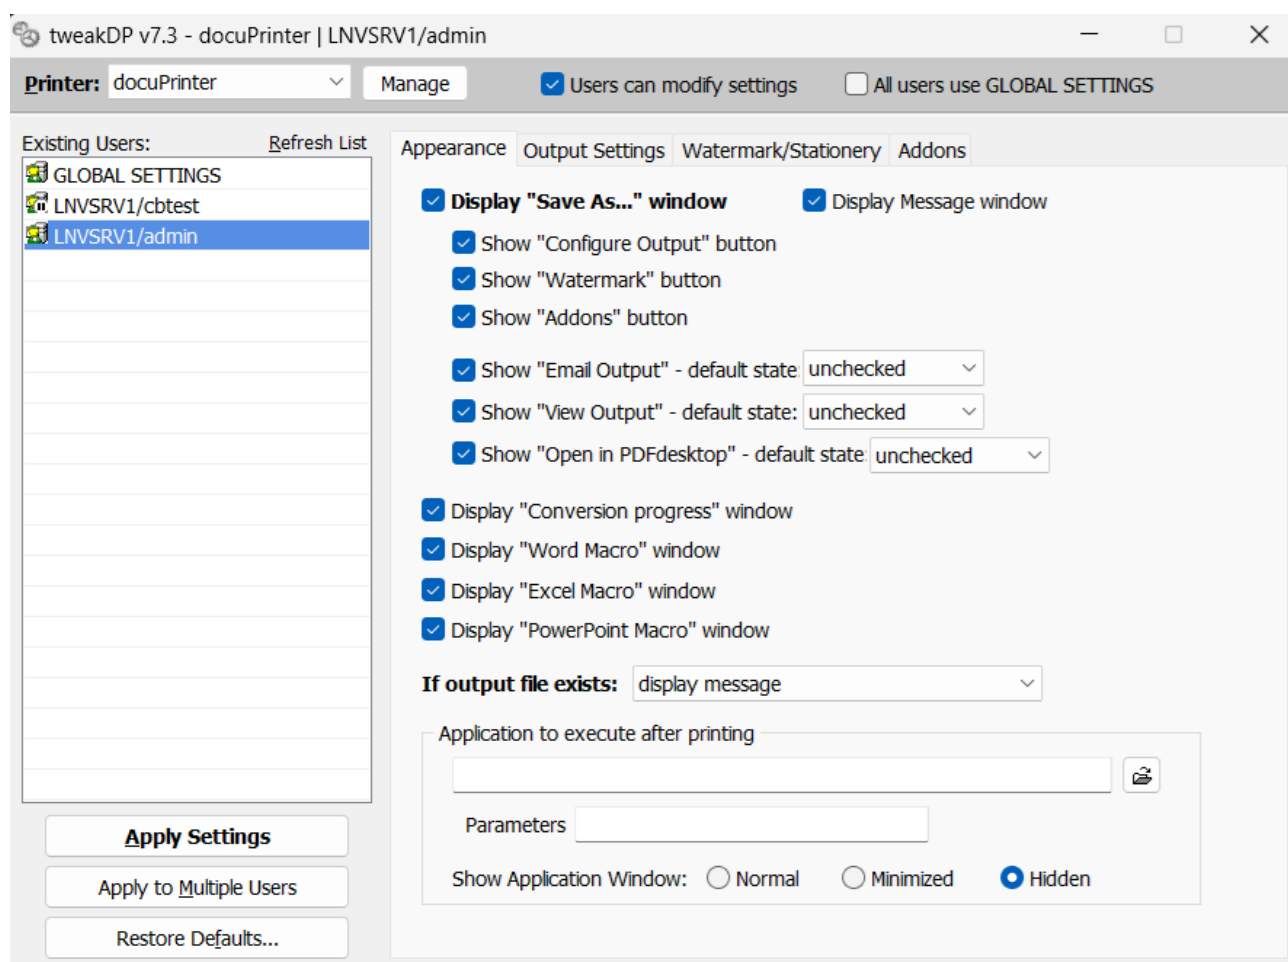 tweakDP v7.3 - docuPrinter | LNVSRV1/admin
Printer: docuPrinter Manage Users can modify settings All users use GLOBAL SETTINGS
Existing Users: Refresh List
GLOBAL SETTINGS
LNVSRV1/cbtest
LNVSRV1/admin
Apply Settings
Apply to Multiple Users
Restore Defaults...
Appearance Output Settings Watermark/Stationery Addons
Display "Save As..." window Display Message window
Show "Configure Output" button
Show "Watermark" button
Show "Addons" button
Show "Email Output" - default state: unchecked
Show "View Output" - default state: unchecked
Show "Open in PDFdesktop" - default state: unchecked
Display "Conversion progress" window
Display "Word Macro" window
Display "Excel Macro" window
Display "PowerPoint Macro" window
If output file exists: display message
Application to execute after printing
Parameters
Show Application Window: Normal Minimized Hidden